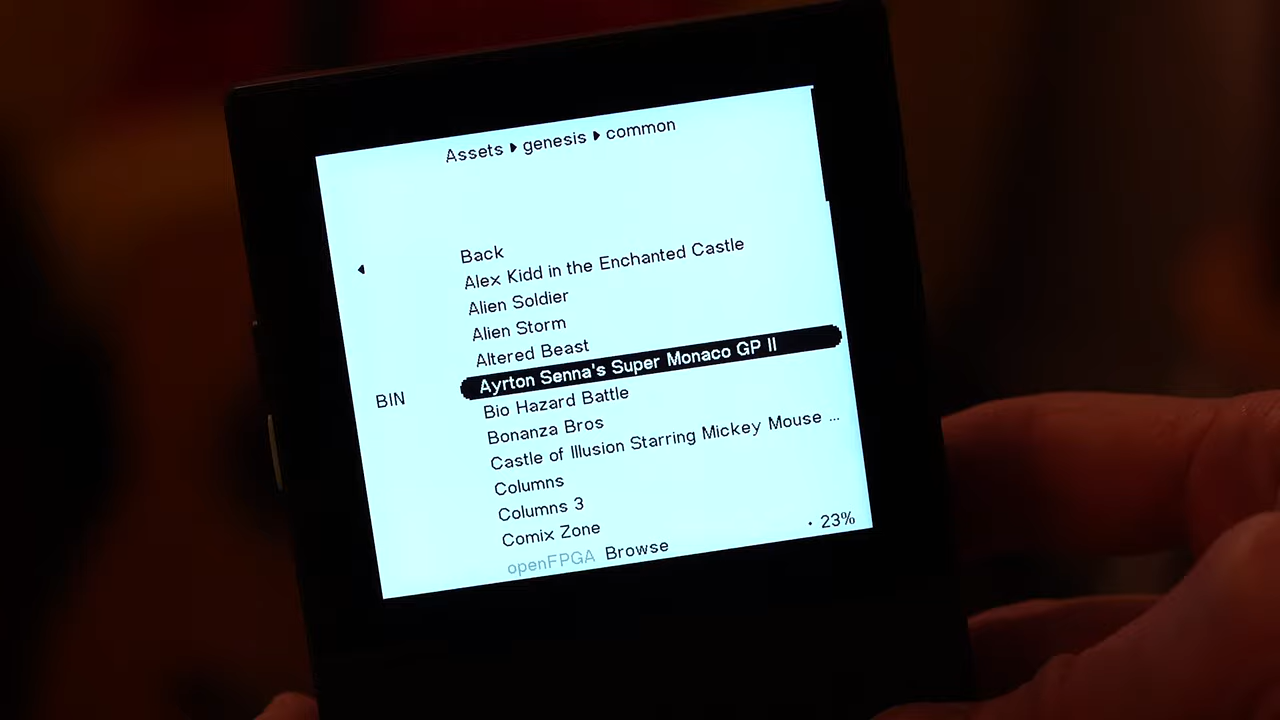 Assets ▸ genesis ▸ common
Back
Alex Kidd in the Enchanted Castle
Alien Soldier
Alien Storm
Altered Beast
Ayrton Senna's Super Monaco GP II
BIN
Bio Hazard Battle
Bonanza Bros
Castle of Illusion Starring Mickey Mouse ...
Columns
Columns 3
Comix Zone
openFPGA Browse
· 23%